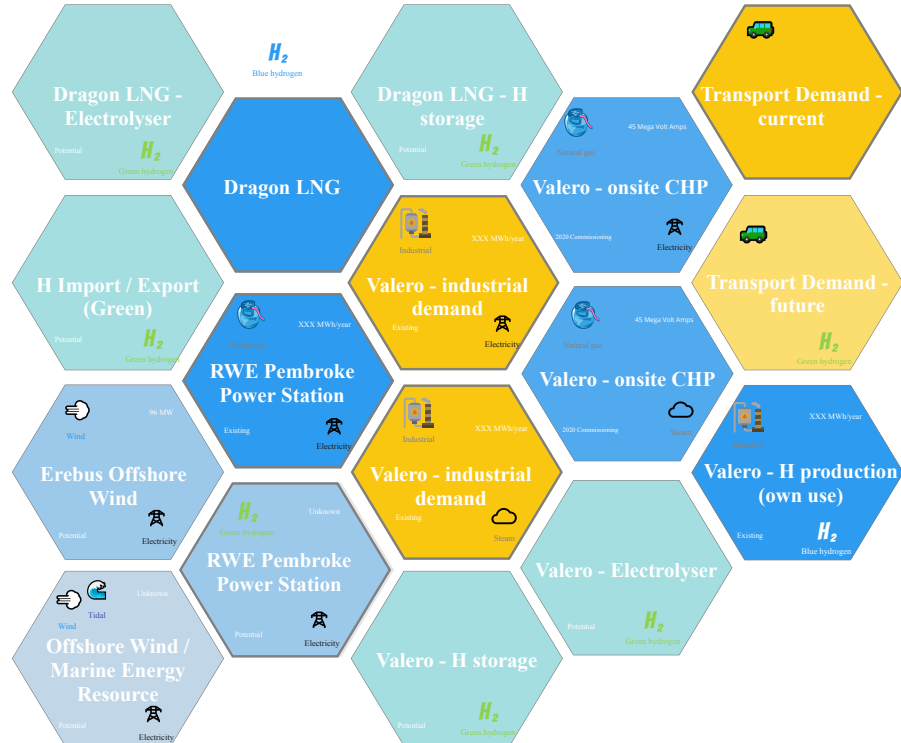 Dragon LNG -
Electrolyser
Potential
H₂
Green hydrogen
H₂
Blue hydrogen
Dragon LNG
Dragon LNG - H
storage
Potential
H₂
Green hydrogen
Natural gas
45 Mega Volt Amps
Valero - onsite CHP
2020 Commissioning
Electricity
Transport Demand -
current
H Import / Export
(Green)
Potential
H₂
Green hydrogen
XXX MWh/year
RWE Pembroke
Power Station
Existing
Electricity
Industrial
XXX MWh/year
Valero - industrial
demand
Existing
Electricity
Natural gas
45 Mega Volt Amps
Valero - onsite CHP
2020 Commissioning
Steam
Transport Demand -
future
H₂
Green hydrogen
Wind
96 MW
Erebus Offshore
Wind
Potential
Electricity
H₂
Green hydrogen
Unknown
RWE Pembroke
Power Station
Potential
Electricity
Industrial
XXX MWh/year
Valero - industrial
demand
Existing
Steam
Valero - Electrolyser
Potential
H₂
Green hydrogen
XXX MWh/year
Valero - H production
(own use)
Existing
H₂
Blue hydrogen
Wind
Tidal
Unknown
Offshore Wind /
Marine Energy
Resource
Potential
Electricity
Valero - H storage
Potential
H₂
Green hydrogen